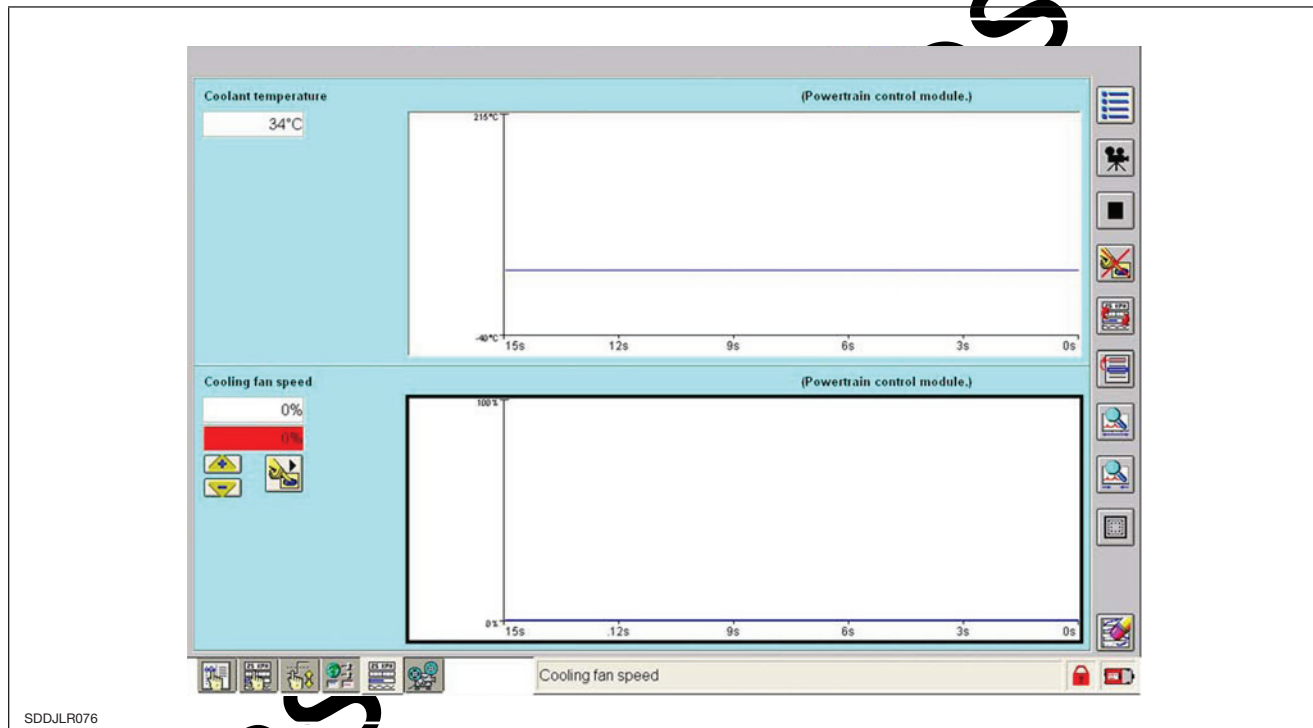 Coolant temperature
(Powertrain control module.)
34°C
215°C
-40°C
15s 12s 9s 6s 3s 0s
Cooling fan speed
(Powertrain control module.)
0%
0%
100%
0%
15s .12s 9s 6s 3s 0s
Cooling fan speed
SDDJLR076